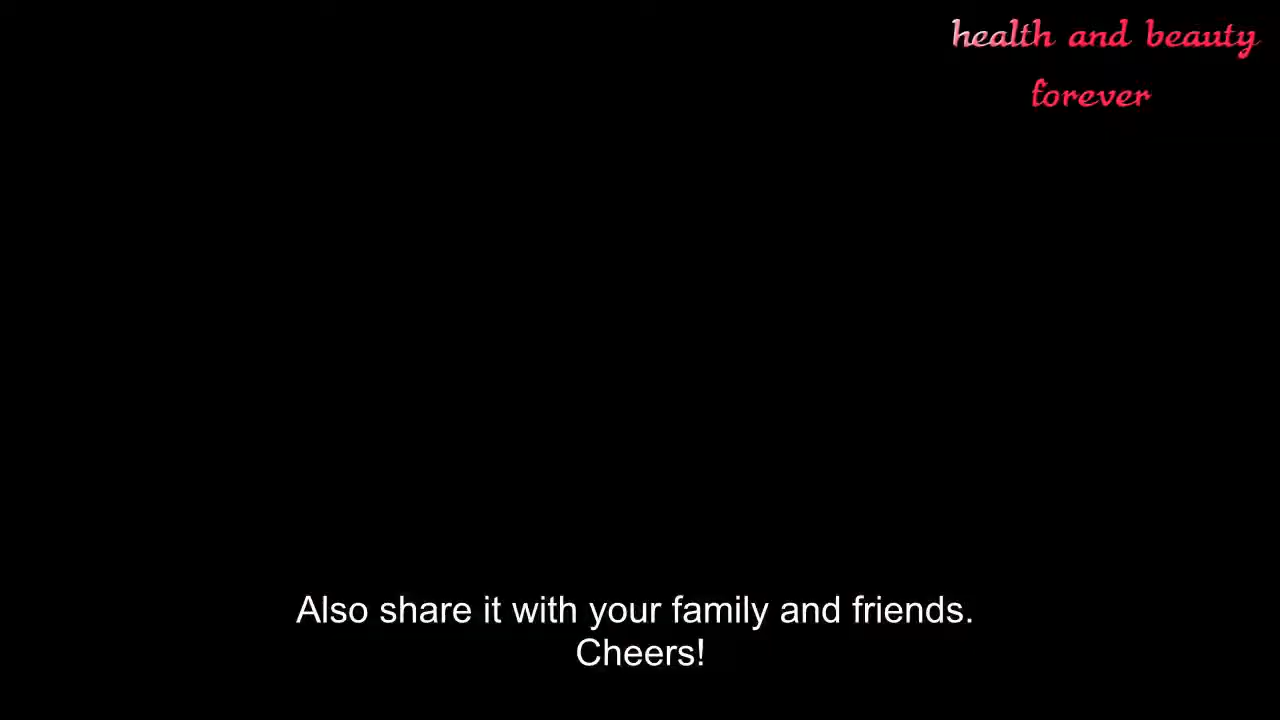 health and beauty
forever
Also share it with your family and friends.
Cheers!